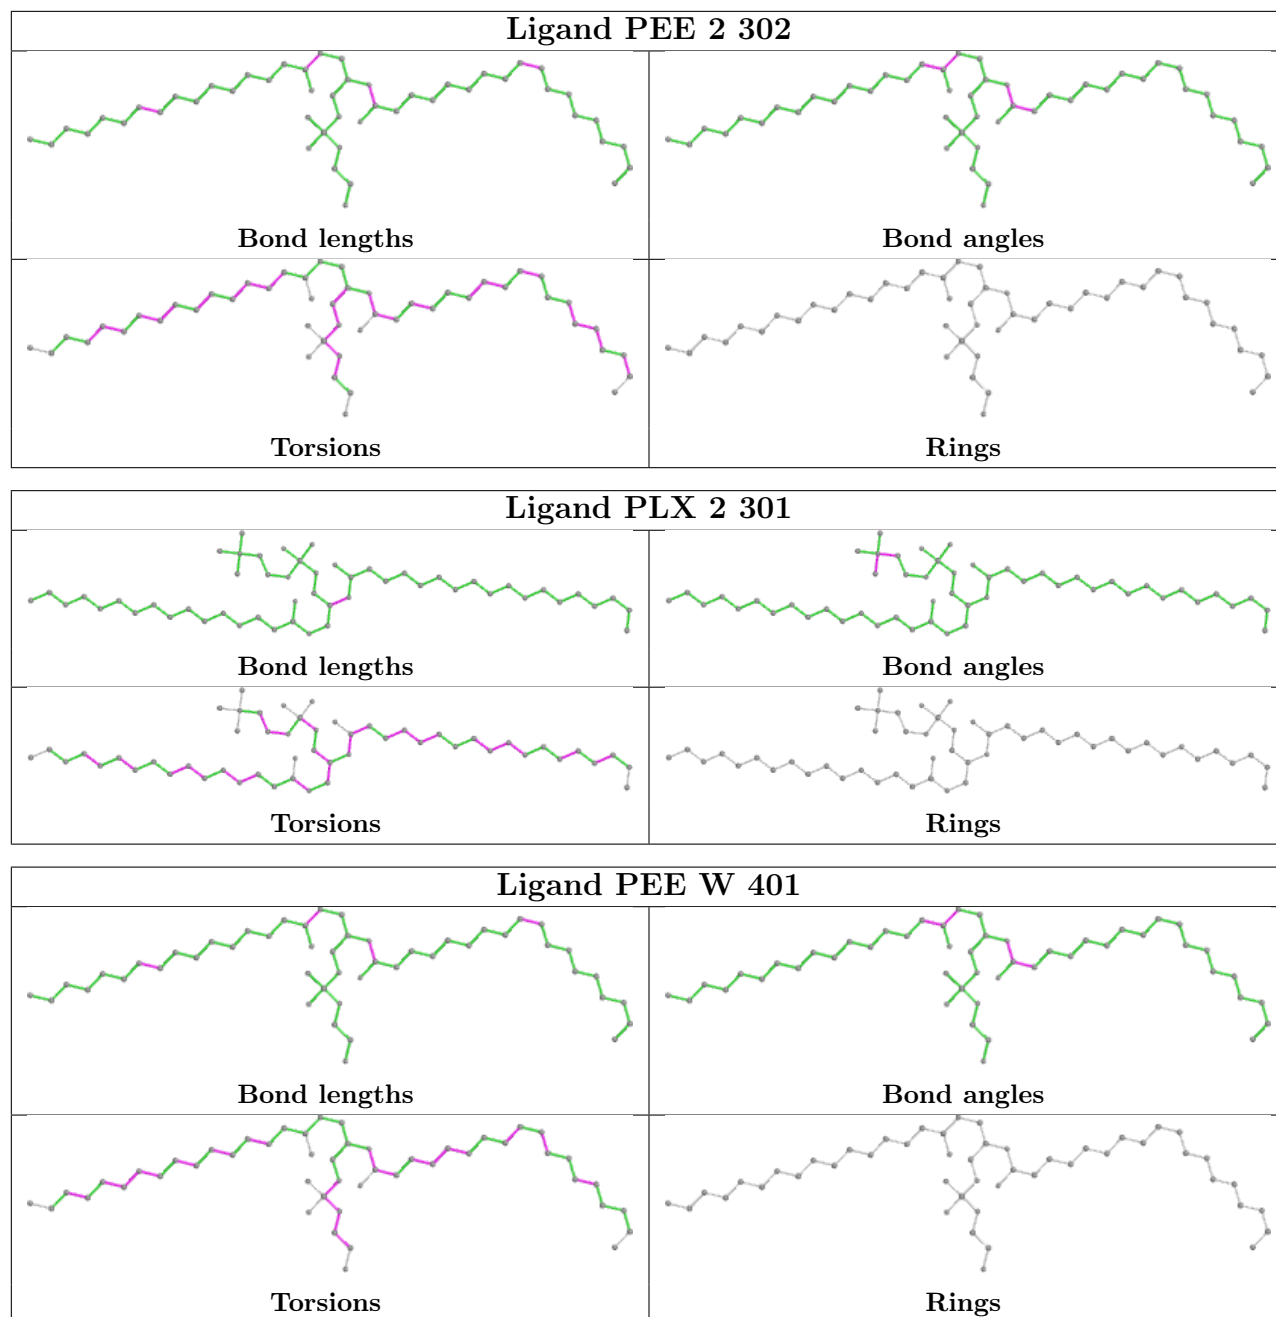 Ligand PEE 2 302
Bond lengths
Bond angles
Torsions
Rings
Ligand PLX 2 301
Bond lengths
Bond angles
Torsions
Rings
Ligand PEE W 401
Bond lengths
Bond angles
Torsions
Rings